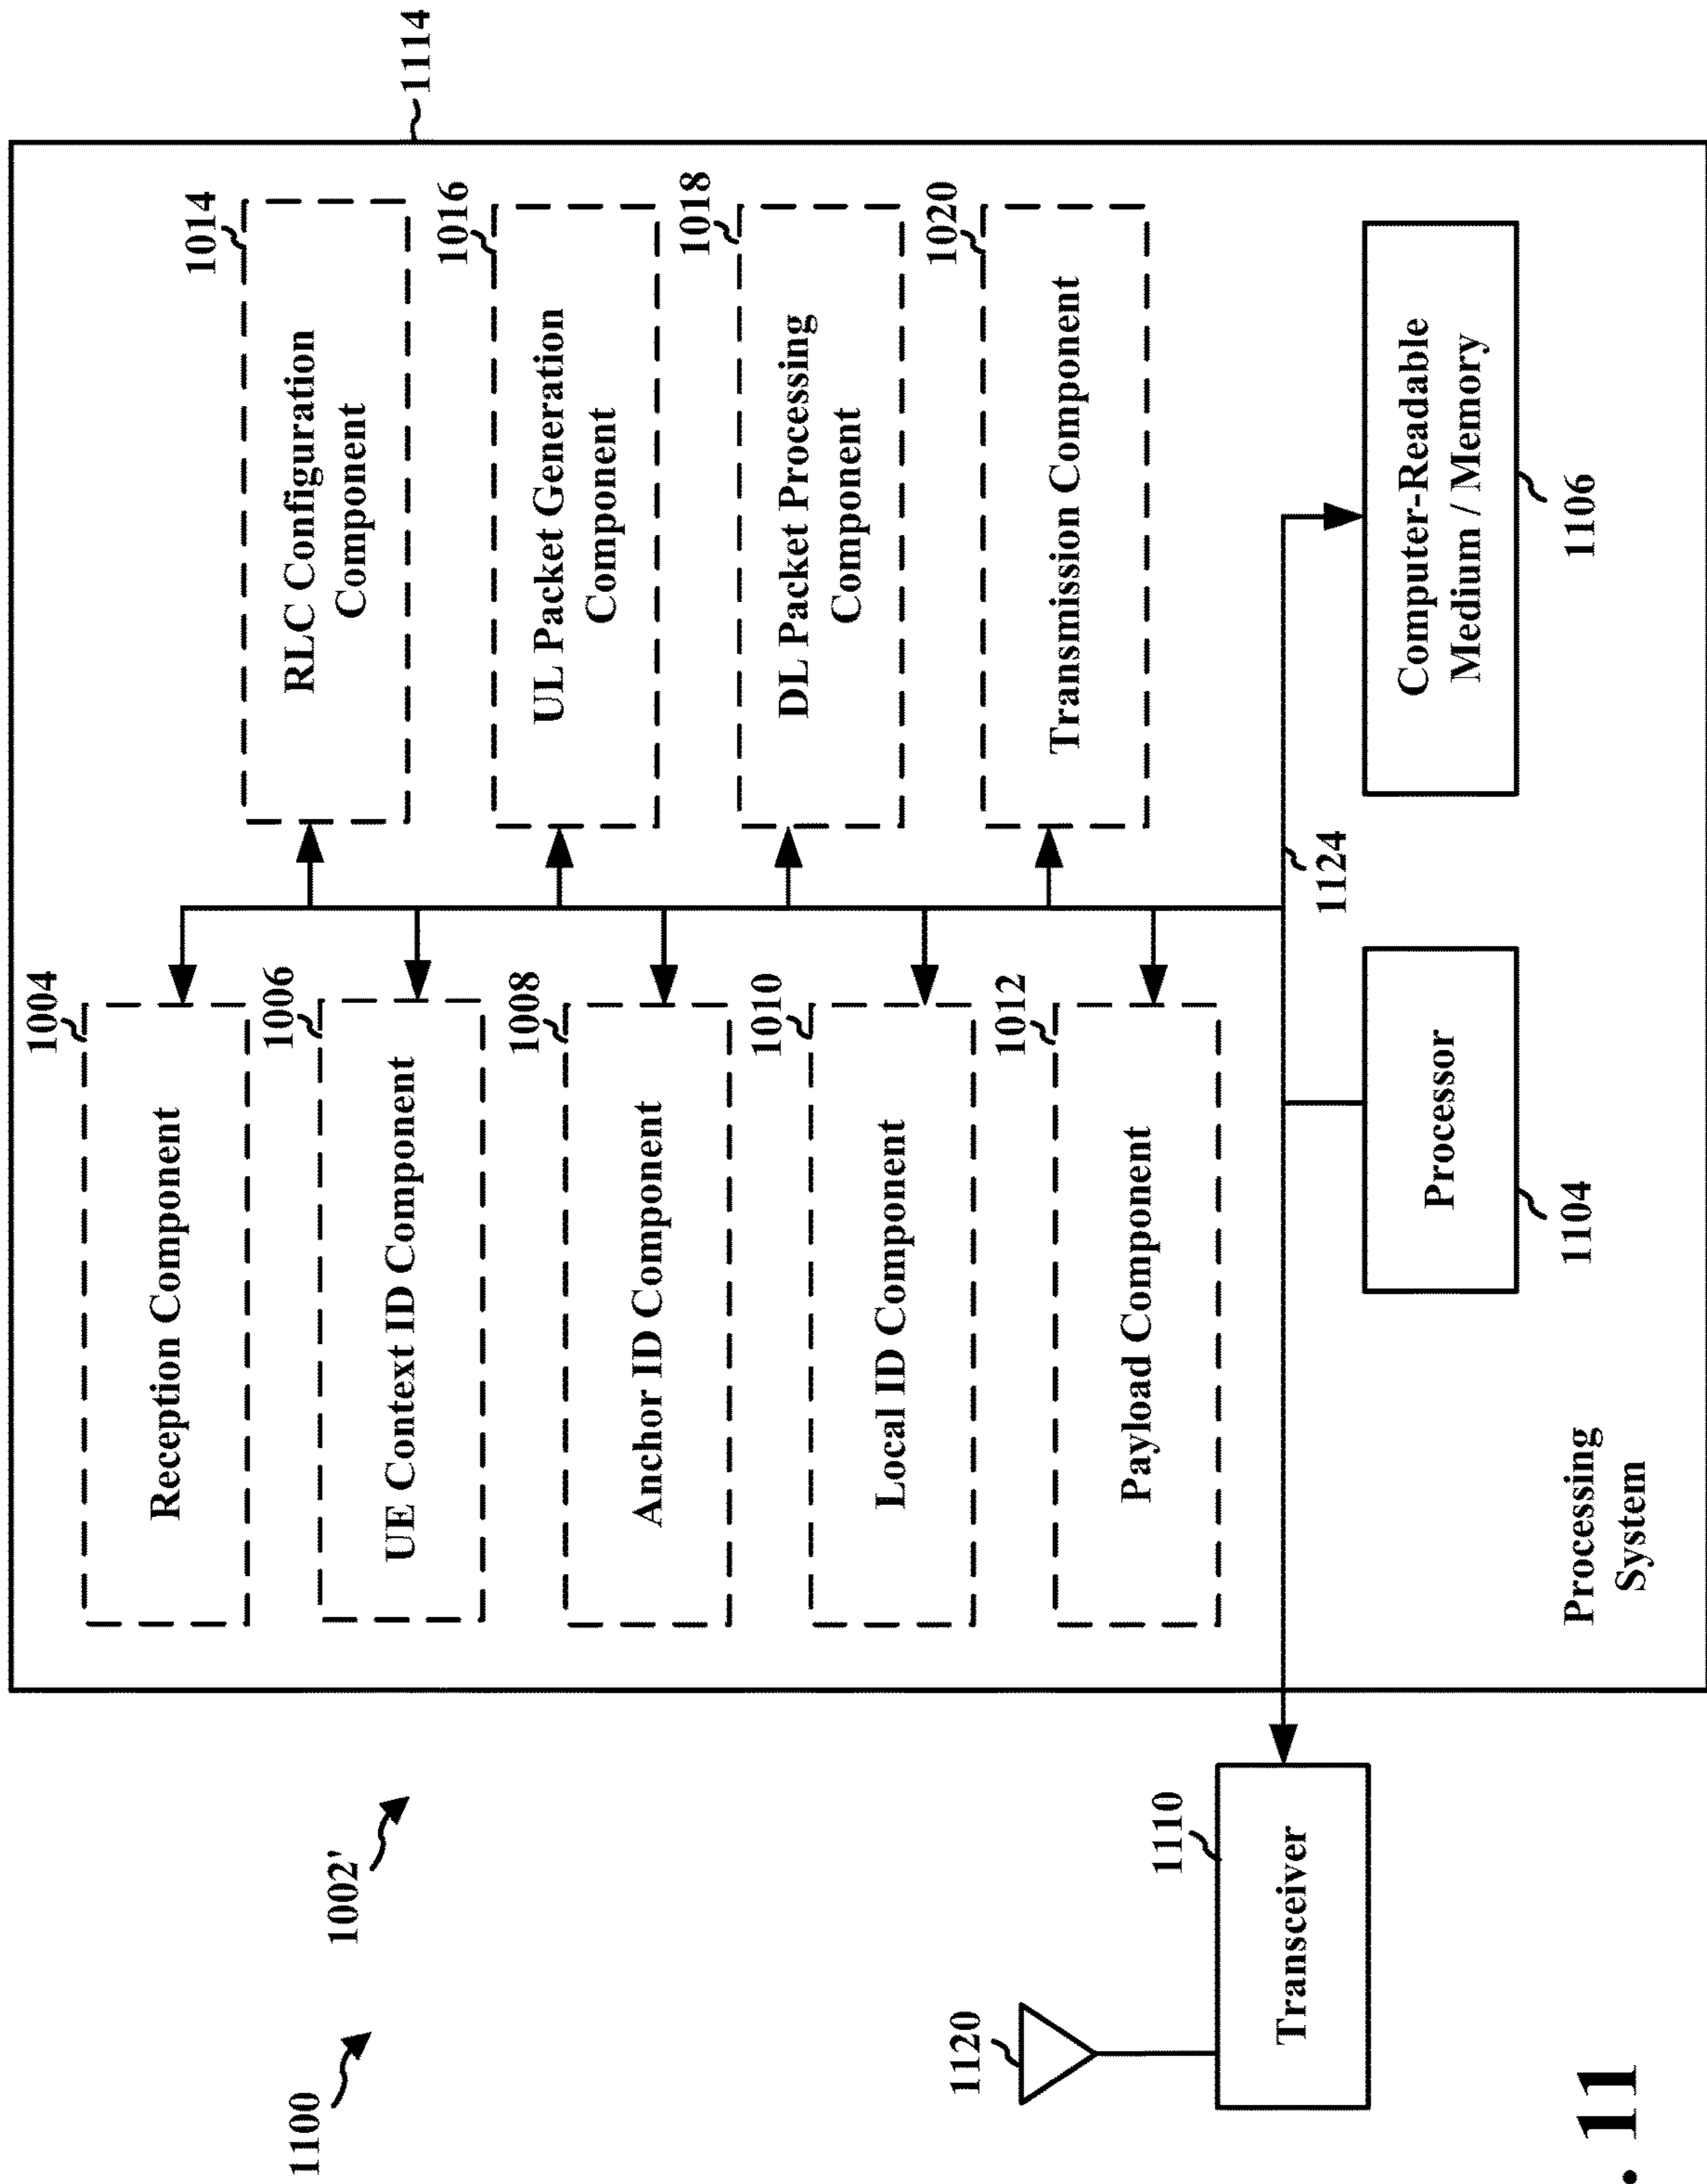 1100
1002'
1114
1004
Reception Component
1006
UE Context ID Component
1008
Anchor ID Component
1010
Local ID Component
1012
Payload Component
1014
RLC Configuration
Component
1016
UL Packet Generation
Component
1018
DL Packet Processing
Component
1020
Transmission Component
1124
1120
1110
Transceiver
Processor
1104
Computer-Readable
Medium / Memory
1106
Processing
System
. 11